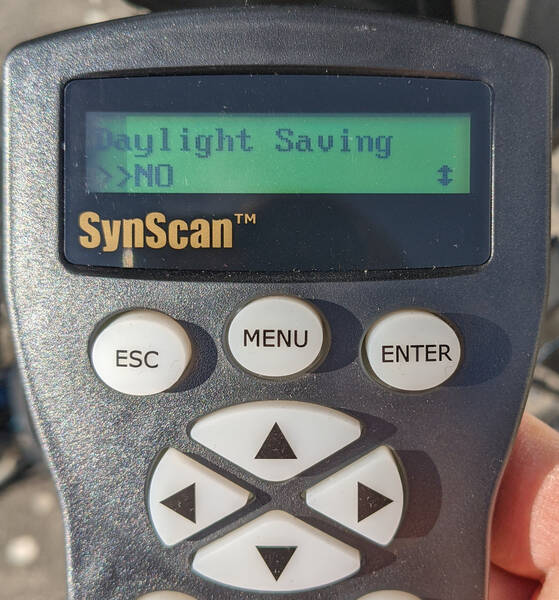 Daylight Saving
>>NO ↕
SynScan™
ESC
MENU
ENTER